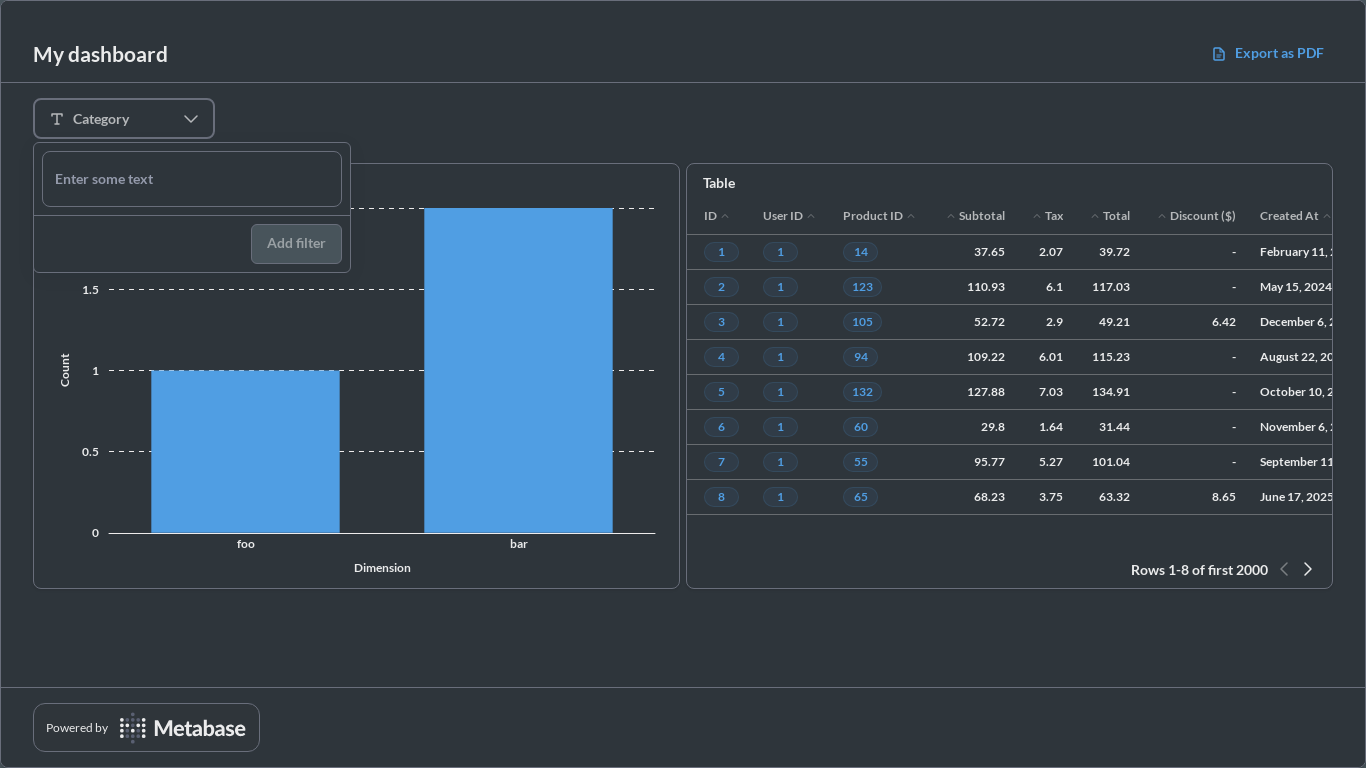 My dashboard
Export as PDF
Category
Enter some text
Add filter
1.5
1
0.5
0
Count
foo bar
Dimension
Table
ID User ID Product ID Subtotal Tax Total Discount ($) Created At
1 1 14 37.65 2.07 39.72 - February 11,
2 1 123 110.93 6.1 117.03 - May 15, 2024
3 1 105 52.72 2.9 49.21 6.42 December 6,
4 1 94 109.22 6.01 115.23 - August 22, 20
5 1 132 127.88 7.03 134.91 - October 10,
6 1 60 29.8 1.64 31.44 - November 6,
7 1 55 95.77 5.27 101.04 - September 11
8 1 65 68.23 3.75 63.32 8.65 June 17, 2025
Rows 1-8 of first 2000
Powered by Metabase